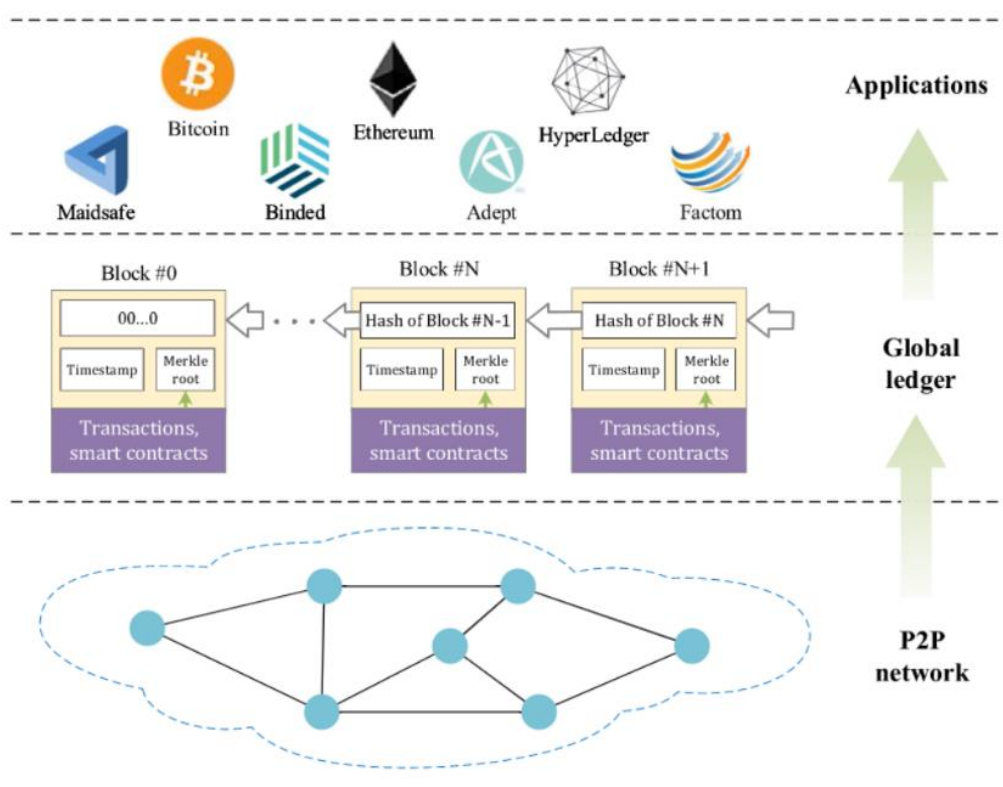 Bitcoin
Ethereum
HyperLedger
Applications
Maidsafe
Binded
Adept
Factom
Block #0
Block #N
Block #N+1
00...0
Hash of Block #N-1
Hash of Block #N
Timestamp
Merkle
root
Timestamp
Merkle
root
Timestamp
Merkle
root
Transactions,
smart contracts
Transactions,
smart contracts
Transactions,
smart contracts
Global
ledger
P2P
network